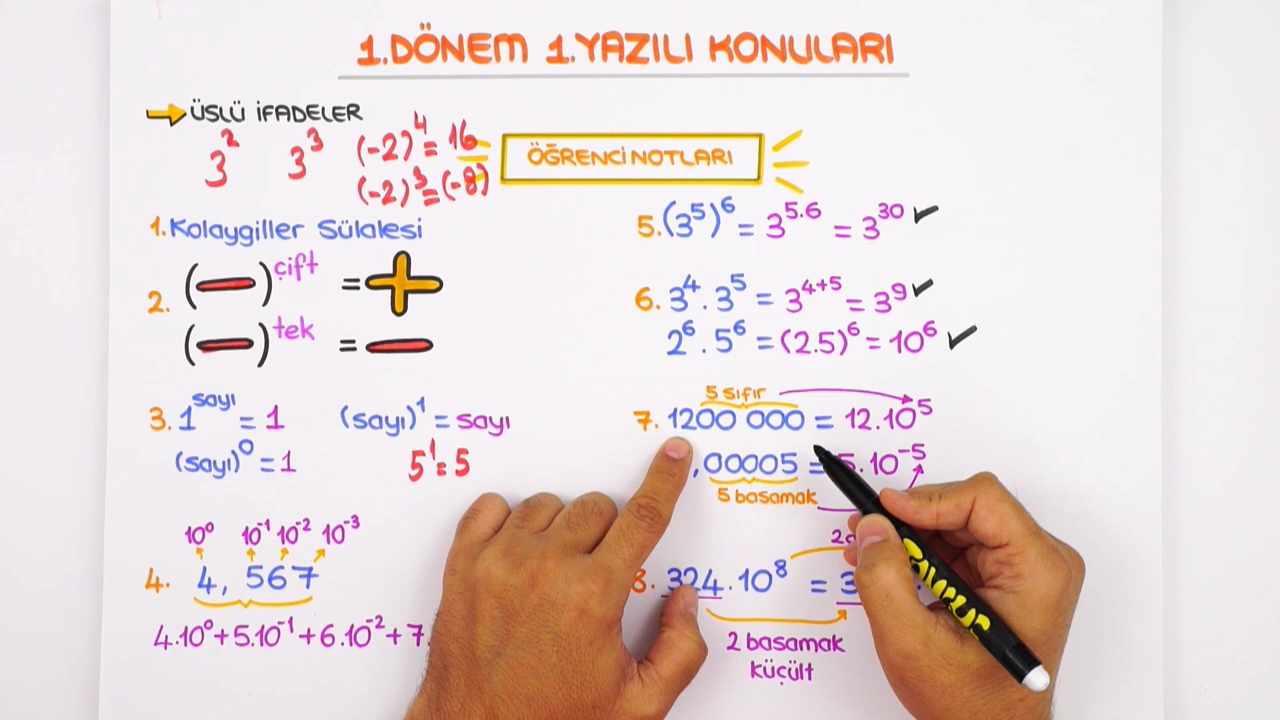 1.DÖNEM 1.YAZILI KONULARI
ÜSLÜ İFADELER
3² 3³ (-2)⁴ = 16
(-2)³ = (-8)
ÖĞRENCİ NOTLARI
1. Kolaygiller Sülalesi
2. (−)çift = +
(−)tek = −
3. 1^sayı = 1 (sayı)¹ = sayı
(sayı)⁰ = 1 5¹ = 5
10⁰ 10⁻¹ 10⁻² 10⁻³
4. 4, 567
4.10⁰+5.10⁻¹+6.10⁻²+7.
5. (3⁵)⁶ = 3^5.6 = 3³⁰ ✓
6. 3⁴.3⁵ = 3⁴⁺⁵ = 3⁹ ✓
2⁶.5⁶ = (2.5)⁶ = 10⁶ ✓
5 sıfır
7. 1200 000 = 12.10⁵
,00005 = 5.10⁻⁵
5 basamak
8. 324.10⁸ = 3
2 basamak
küçült